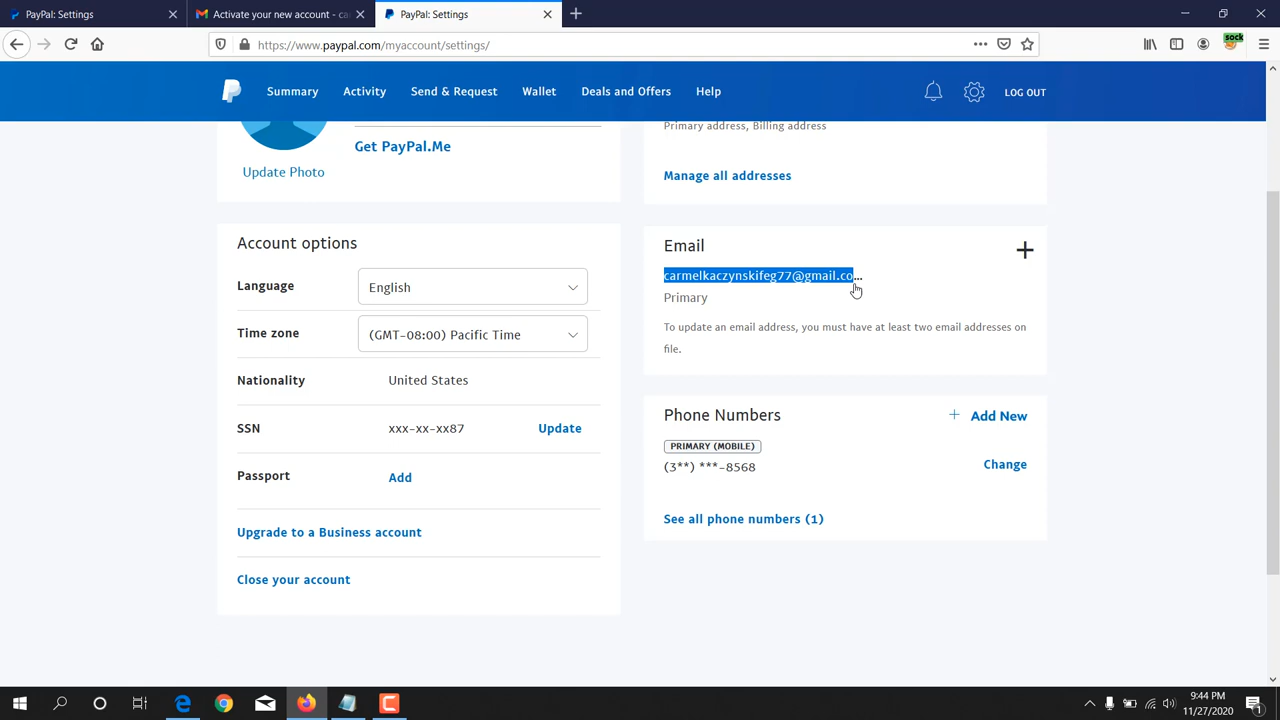 PayPal: Settings
Activate your new account - ca
PayPal: Settings
https://www.paypal.com/myaccount/settings/
sock
Summary
Activity
Send & Request
Wallet
Deals and Offers
Help
LOG OUT
Get PayPal.Me
Update Photo
Primary address, Billing address
Manage all addresses
Account options
Language
English
Time zone
(GMT-08:00) Pacific Time
Nationality
United States
SSN
xxx-xx-xx87
Update
Passport
Add
Upgrade to a Business account
Close your account
Email
carmelkaczynskifeg77@gmail.co...
Primary
To update an email address, you must have at least two email addresses on
file.
Phone Numbers
Add New
PRIMARY (MOBILE)
(3**) ***-8568
Change
See all phone numbers (1)
9:44 PM
11/27/2020
1